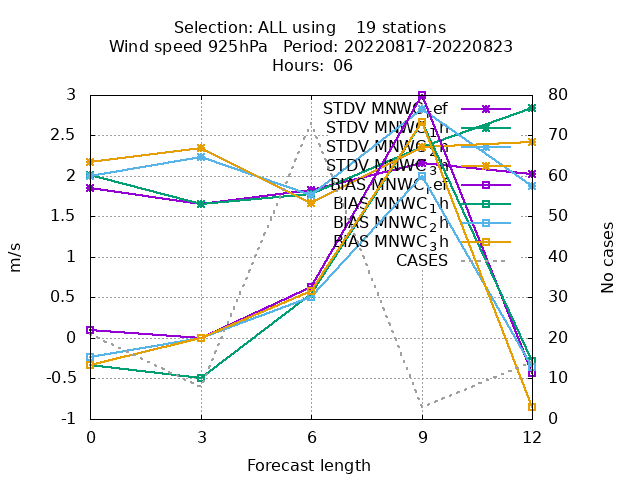 Selection: ALL using 19 stations
Wind speed 925hPa Period: 20220817-20220823
Hours: 06
STDV MNWC_ref
STDV MNWC_1h
STDV MNWC_2h
STDV MNWC_3h
BIAS MNWC_ref
BIAS MNWC_1h
BIAS MNWC_2h
BIAS MNWC_3h
CASES
3
2.5
2
1.5
1
0.5
0
-0.5
-1
80
70
60
50
40
30
20
10
0
m/s
No cases
0 3 6 9 12
Forecast length